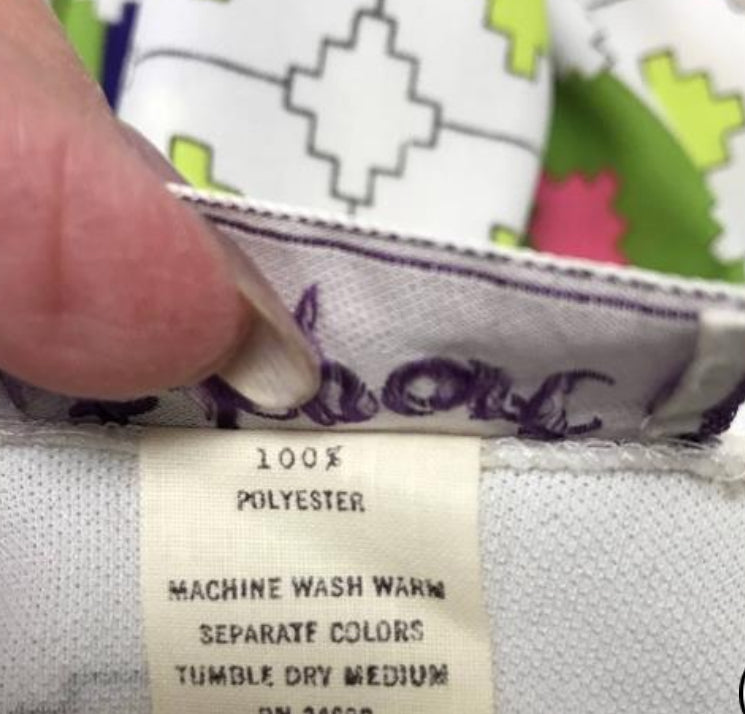 100%
POLYESTER
MACHINE WASH WARM
SEPARATE COLORS
TUMBLE DRY MEDIUM